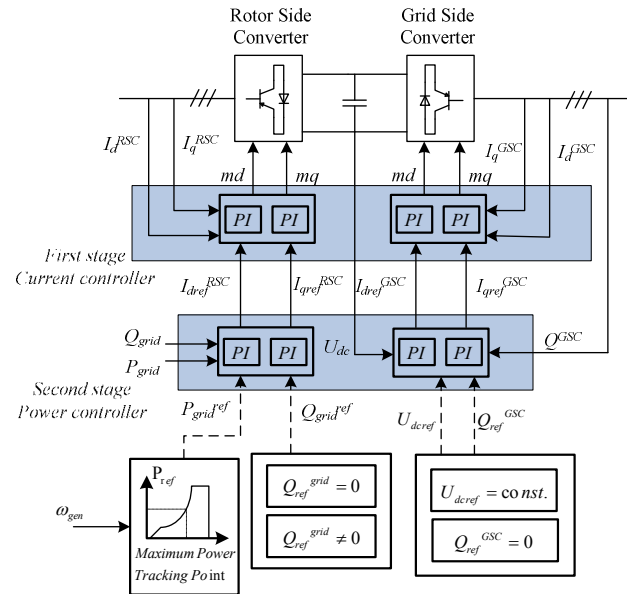 Rotor Side
Converter
Grid Side
Converter
I_d^RSC
I_q^RSC
I_q^GSC
I_d^GSC
md
mq
md
mq
PI
PI
PI
PI
First stage
Current controller
I_dref^RSC
I_qref^RSC
I_dref^GSC
I_qref^GSC
Q_grid
P_grid
PI
PI
U_dc
PI
PI
Q^GSC
Second stage
Power controller
P_grid^ref
Q_grid^ref
U_dcref
Q_ref^GSC
P_ref
ω_gen
Maximum Power
Tracking Point
Q_ref^grid = 0
Q_ref^grid ≠ 0
U_dcref = const.
Q_ref^GSC = 0